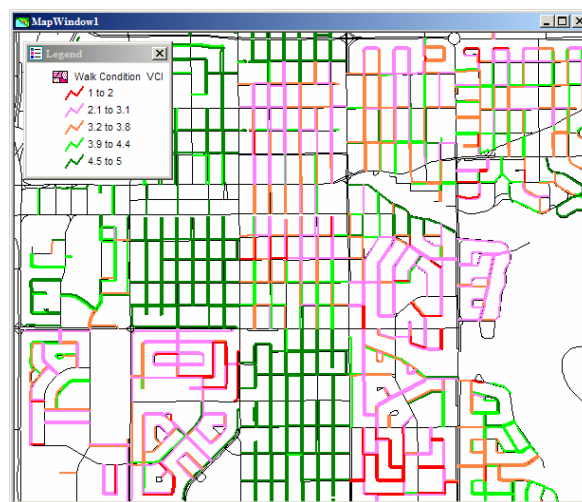 MapWindow1
Legend
Walk Condition VCI
1 to 2
2.1 to 3.1
3.2 to 3.8
3.9 to 4.4
4.5 to 5